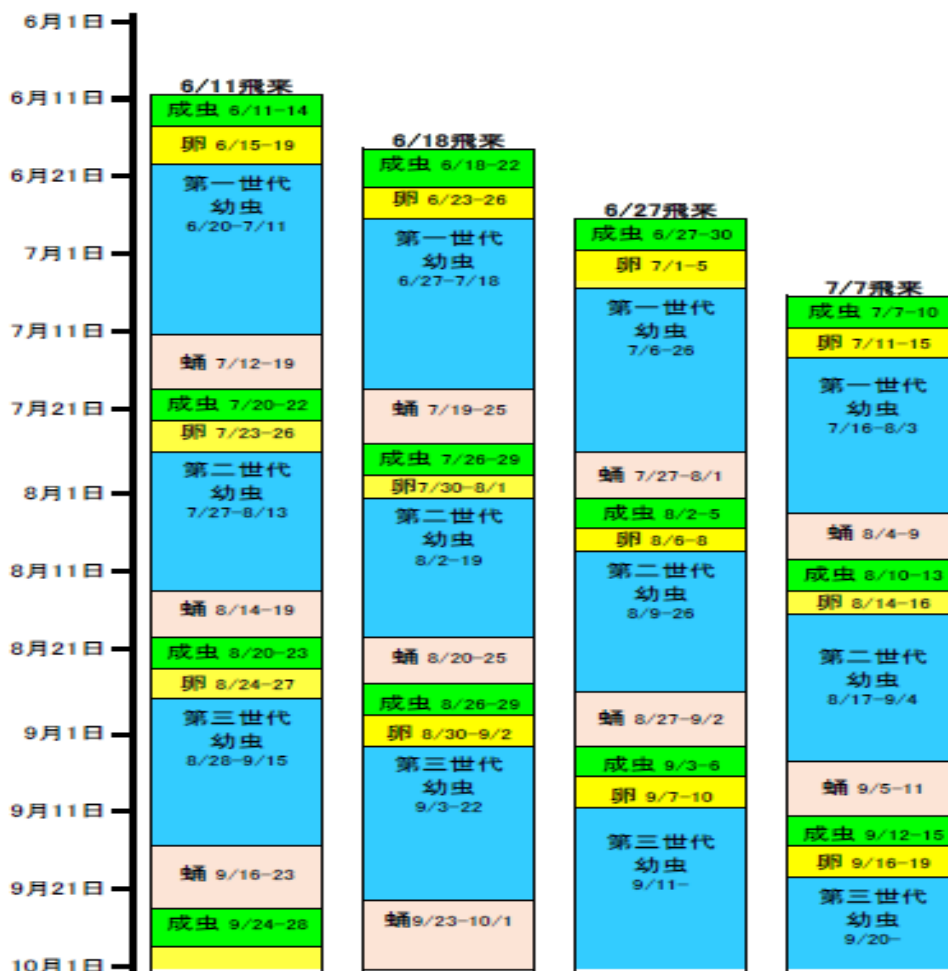 6月1日
6月11日
6月21日
7月1日
7月11日
7月21日
8月1日
8月11日
8月21日
9月1日
9月11日
9月21日
10月1日
6/11飛来
成虫 6/11-14
卵 6/15-19
第一世代
幼虫
6/20-7/11
蛹 7/12-19
成虫 7/20-22
卵 7/23-26
第二世代
幼虫
7/27-8/13
蛹 8/14-19
成虫 8/20-23
卵 8/24-27
第三世代
幼虫
8/28-9/15
蛹 9/16-23
成虫 9/24-28
6/18飛来
成虫 6/18-22
卵 6/23-26
第一世代
幼虫
6/27-7/18
蛹 7/19-25
成虫 7/26-29
卵7/30-8/1
第二世代
幼虫
8/2-19
蛹 8/20-25
成虫 8/26-29
卵 8/30-9/2
第三世代
幼虫
9/3-22
蛹9/23-10/1
6/27飛来
成虫 6/27-30
卵 7/1-5
第一世代
幼虫
7/6-26
蛹 7/27-8/1
成虫 8/2-5
卵 8/6-8
第二世代
幼虫
8/9-26
蛹 8/27-9/2
成虫 9/3-6
卵 9/7-10
第三世代
幼虫
9/11-
7/7飛来
成虫 7/7-10
卵 7/11-15
第一世代
幼虫
7/16-8/3
蛹 8/4-9
成虫 8/10-13
卵 8/14-16
第二世代
幼虫
8/17-9/4
蛹 9/5-11
成虫 9/12-15
卵 9/16-19
第三世代
幼虫
9/20-